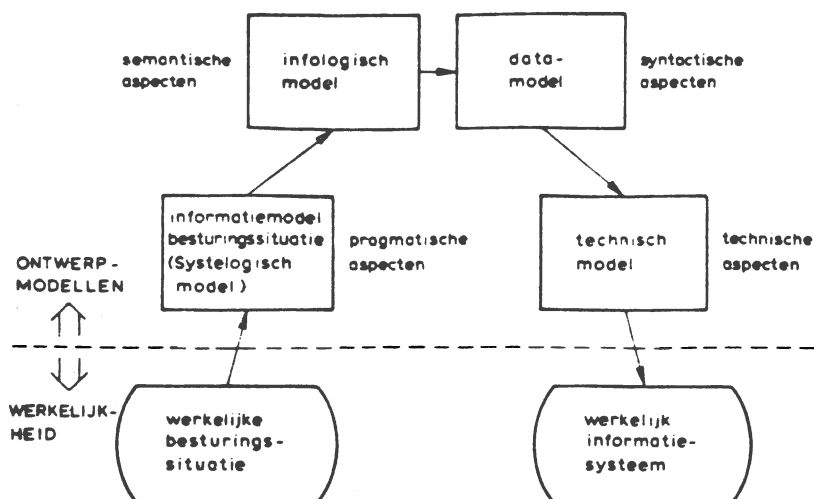 semantische
aspecten
infologisch
model
data-
model
syntactische
aspecten
informatiemodel
besturingssituatie
(Systelogisch
model)
pragmatische
aspecten
technisch
model
technische
aspecten
ONTWERP-
MODELLEN
WERKELIJK-
HEID
werkelijke
besturings-
situatie
werkelijk
informatie-
systeem